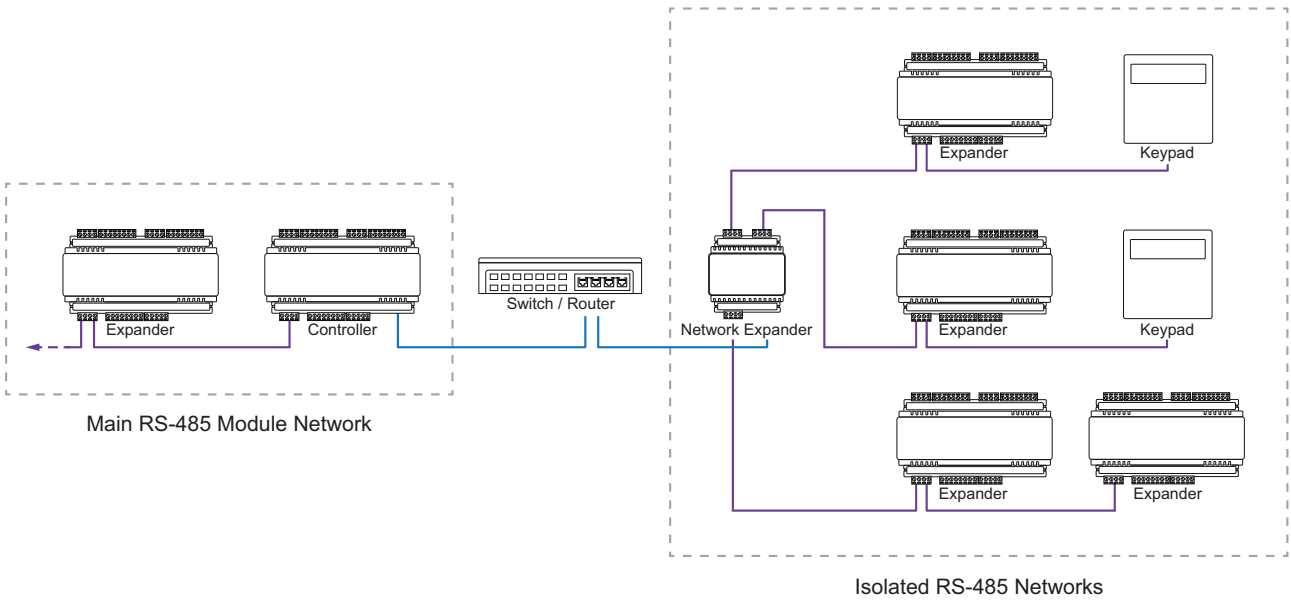 Expander
Keypad
Switch / Router
Expander
Controller
Network Expander
Expander
Keypad
Main RS-485 Module Network
Expander
Expander
Isolated RS-485 Networks